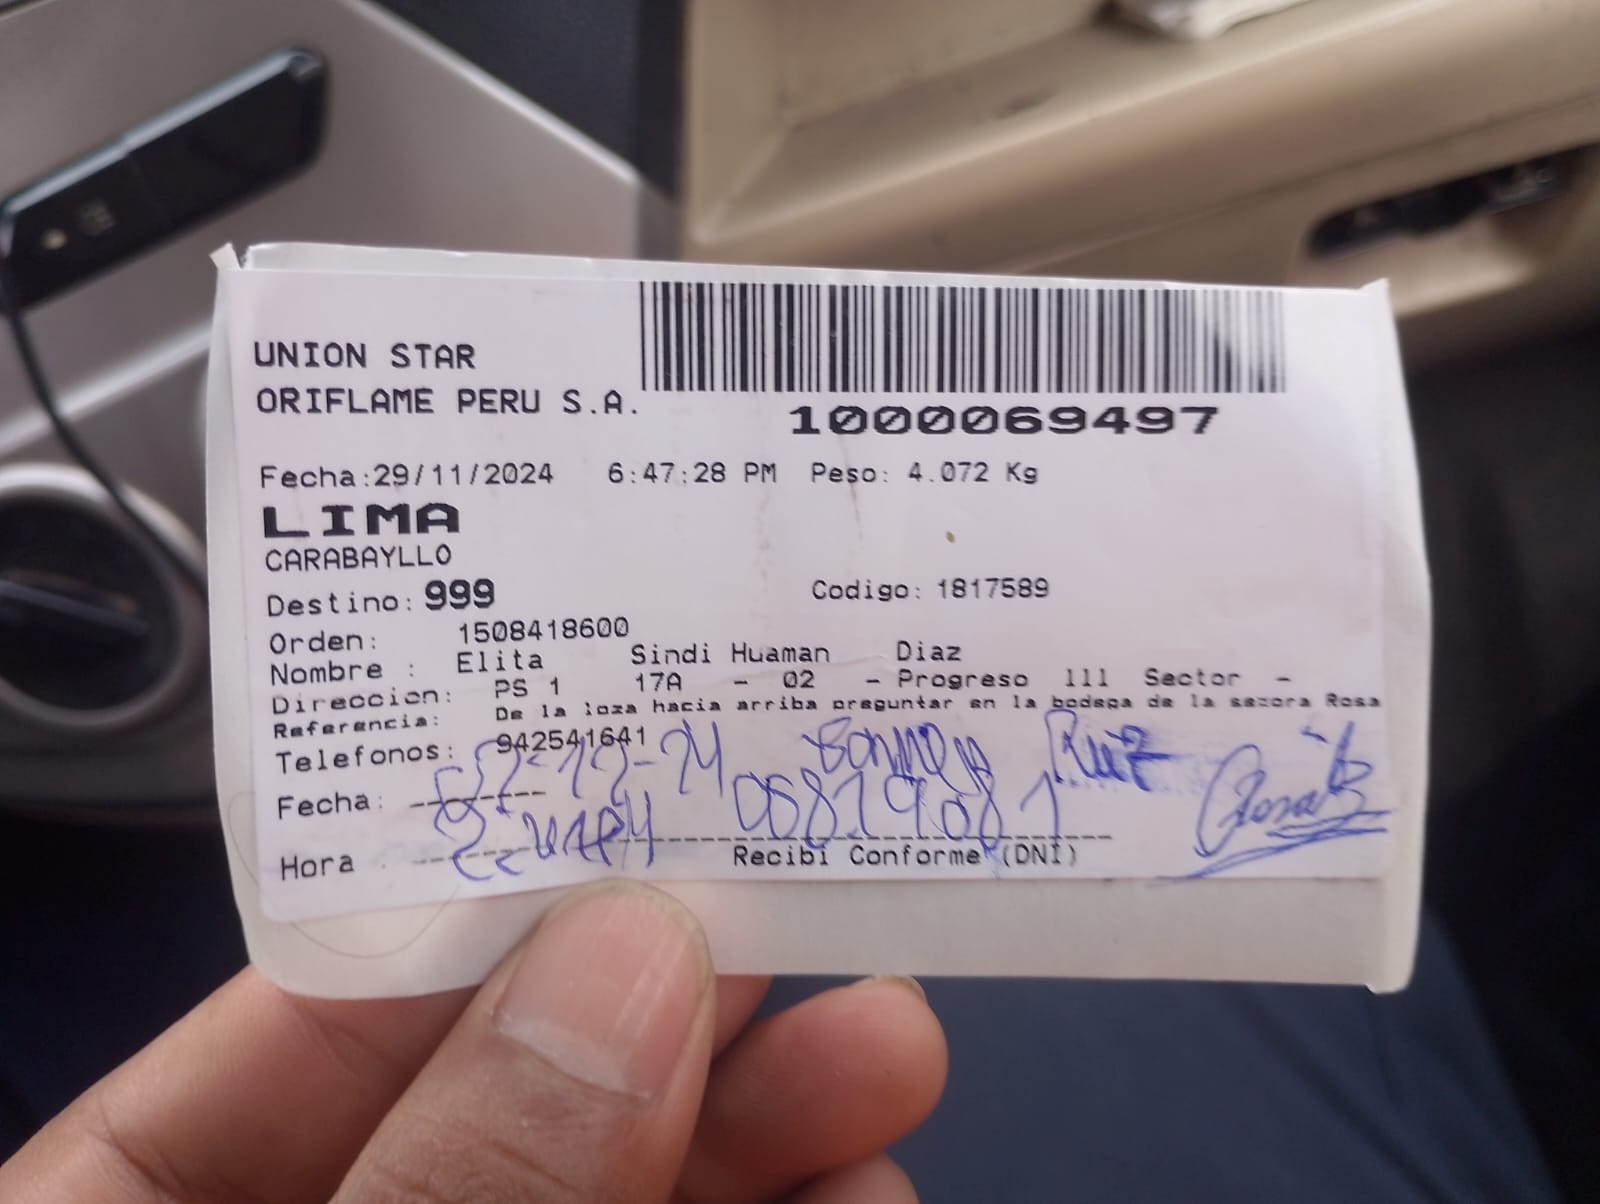 UNION STAR
ORIFLAME PERU S.A.
1000069497
Fecha:29/11/2024 6:47:28 PM Peso: 4.072 Kg
LIMA
CARABAYLLO
Destino: 999 Codigo: 1817589
Orden: 1508418600
Nombre : Elita Sindi Huaman Diaz
Direccion: PS 1 17A - 02 - Progreso lll Sector -
Referencia: De la loza hacia arriba preguntar en la bodega de la sezora Rosa
Telefonos: 942541641
Fecha: Ruiz
Hora
Recibi Conforme (DNI)